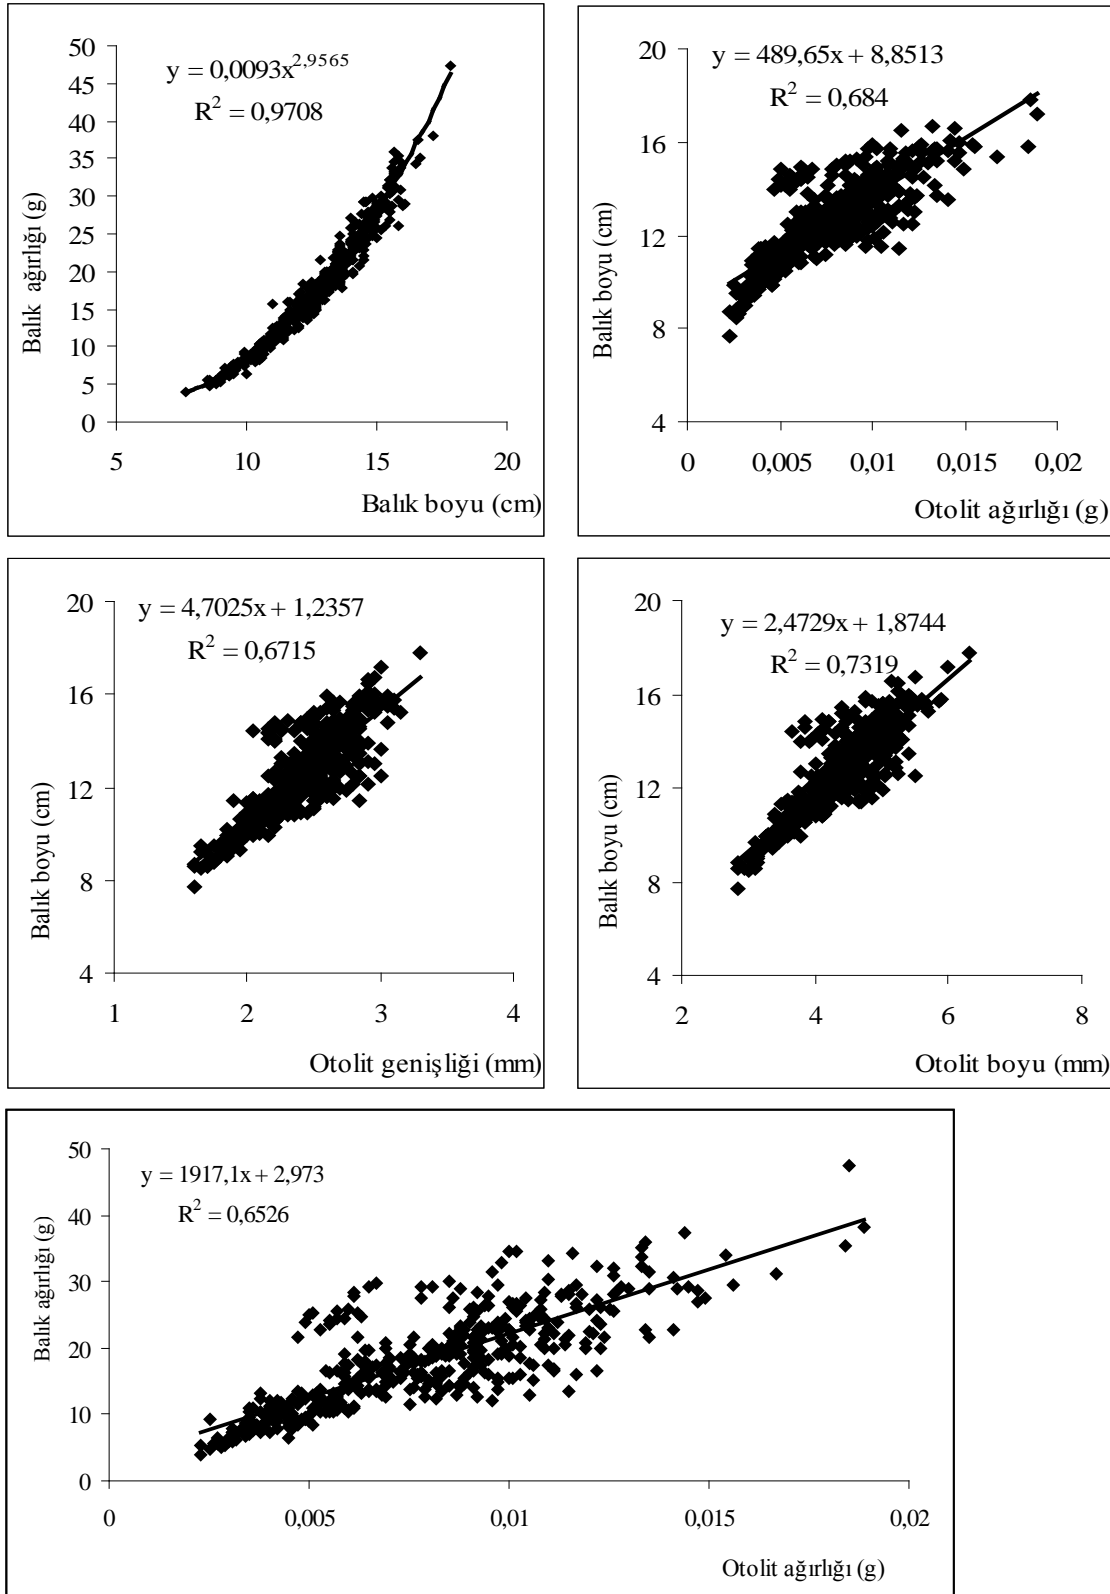 y = 0,0093x^2,9565
R² = 0,9708
50
45
40
35
30
25
20
15
10
5
0
Balık ağırlığı (g)
5 10 15 20
Balık boyu (cm)
y = 489,65x + 8,8513
R² = 0,684
20
16
12
8
4
Balık boyu (cm)
0 0,005 0,01 0,015 0,02
Otolit ağırlığı (g)
y = 4,7025x + 1,2357
R² = 0,6715
20
16
12
8
4
Balık boyu (cm)
1 2 3 4
Otolit genişliği (mm)
y = 2,4729x + 1,8744
R² = 0,7319
20
16
12
8
4
Balık boyu (cm)
2 4 6 8
Otolit boyu (mm)
y = 1917,1x + 2,973
R² = 0,6526
50
40
30
20
10
0
Balık ağırlığı (g)
0 0,005 0,01 0,015 0,02
Otolit ağırlığı (g)